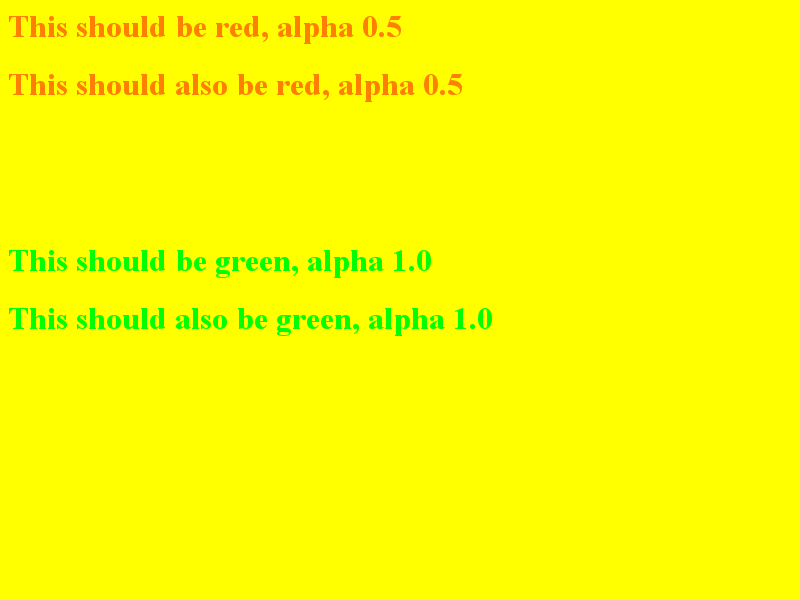 This should be red, alpha 0.5
This should also be red, alpha 0.5
This should be green, alpha 1.0
This should also be green, alpha 1.0